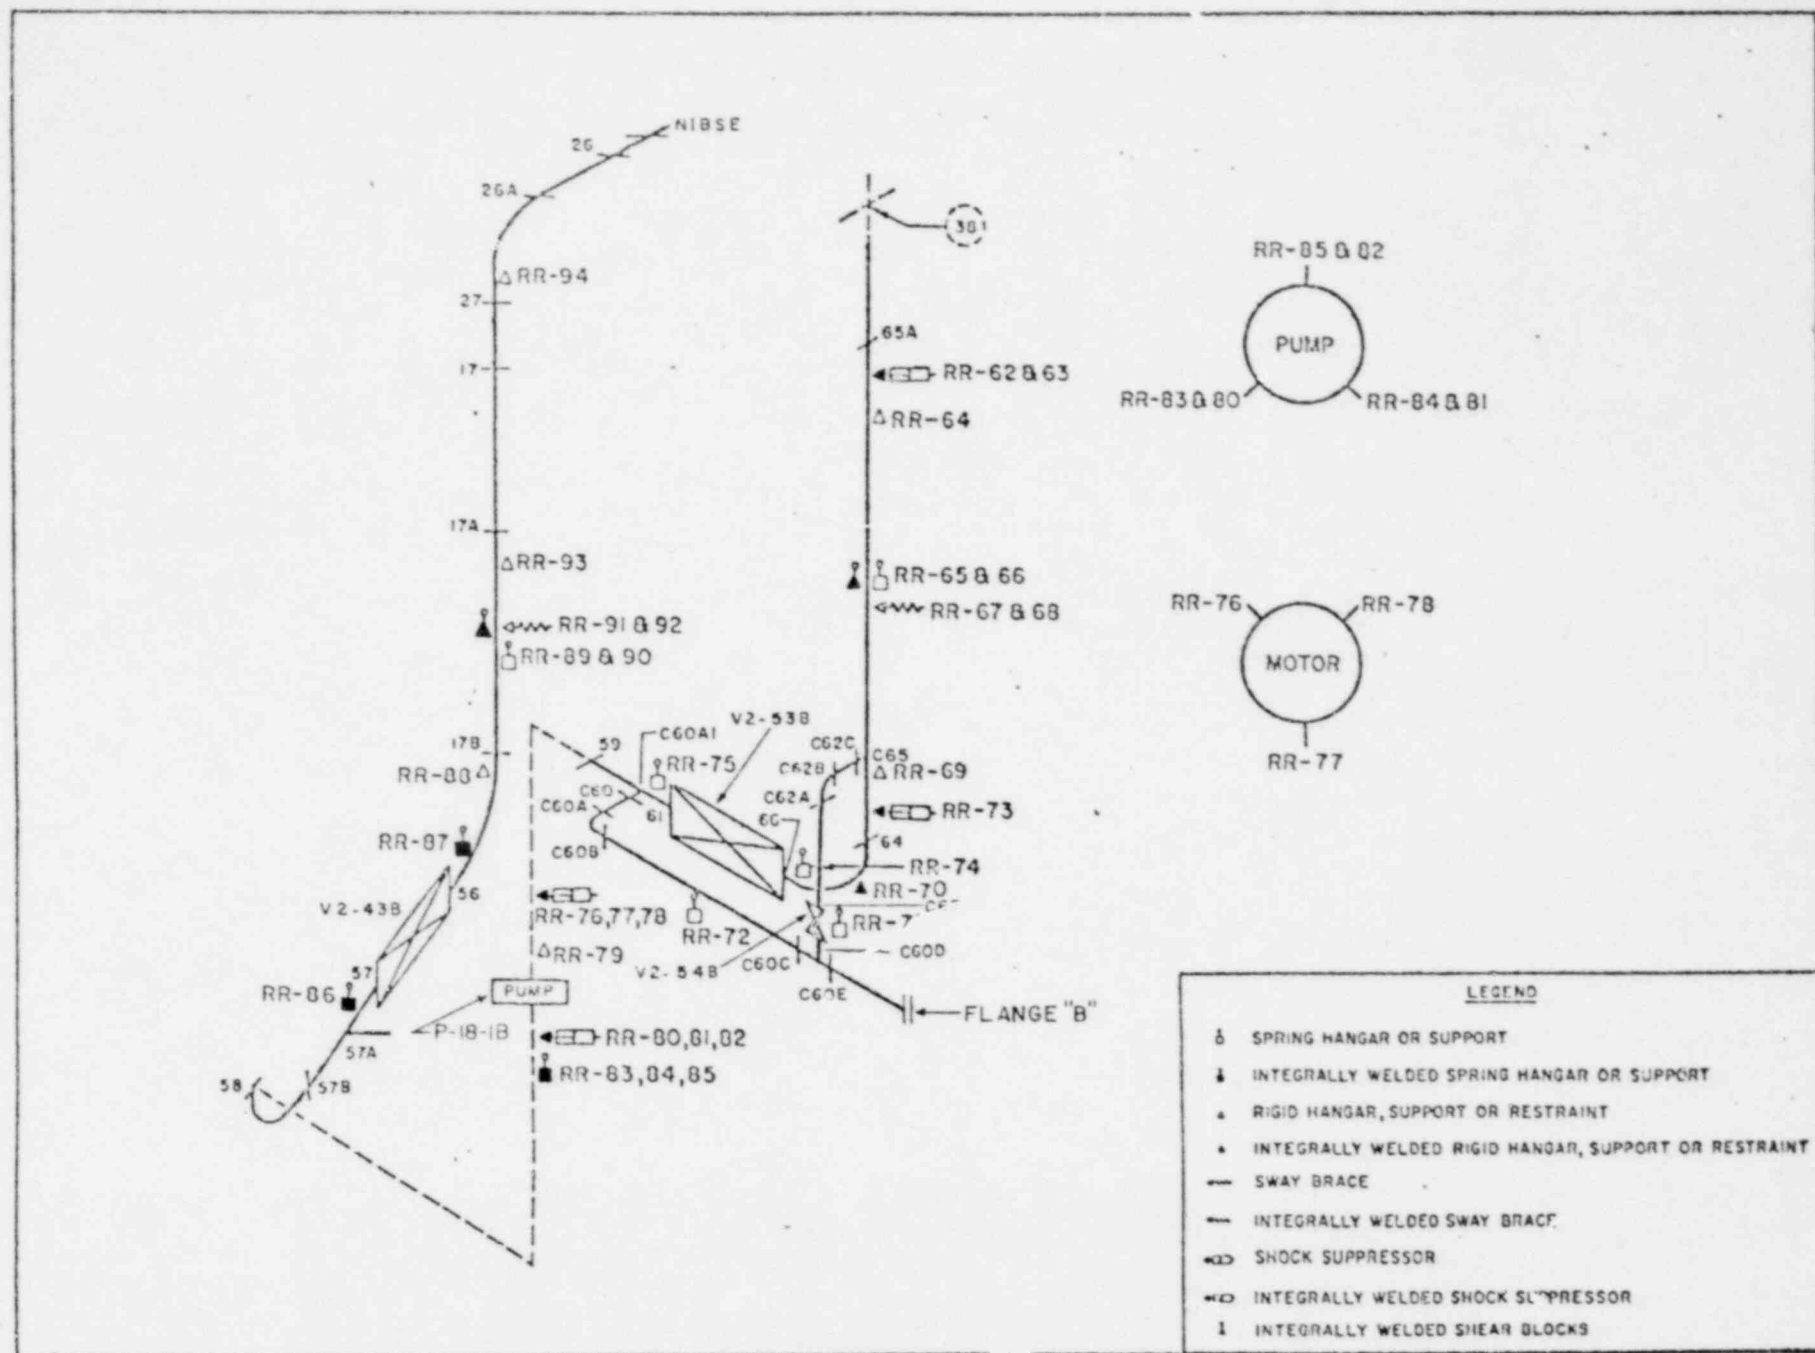 NIBSE
26
26A
RR-94
27
17
17A
RR-93
RR-91 & 92
RR-89 & 90
17B
RR-88
RR-87
56
V2-43B
57
RR-86
57A
57B
58
P-18-1B
PUMP
RR-76,77,78
RR-79
RR-80,81,82
RR-83,84,85
59
C60A1
V2-53B
RR-75
C60
C60A
61
C60B
RR-72
V2-54B
C60C
C60D
C60E
FLANGE "B"
65A
RR-62 & 63
RR-64
RR-65 & 66
RR-67 & 68
C62C
C65
C62B
RR-69
C62A
RR-73
64
RR-74
RR-70
RR-85 & 82
PUMP
RR-83 & 80
RR-84 & 81
RR-76
RR-78
MOTOR
RR-77
LEGEND
SPRING HANGAR OR SUPPORT
INTEGRALLY WELDED SPRING HANGAR OR SUPPORT
RIGID HANGAR, SUPPORT OR RESTRAINT
INTEGRALLY WELDED RIGID HANGAR, SUPPORT OR RESTRAINT
SWAY BRACE
INTEGRALLY WELDED SWAY BRACE
SHOCK SUPPRESSOR
INTEGRALLY WELDED SHOCK SUPPRESSOR
INTEGRALLY WELDED SHEAR BLOCKS